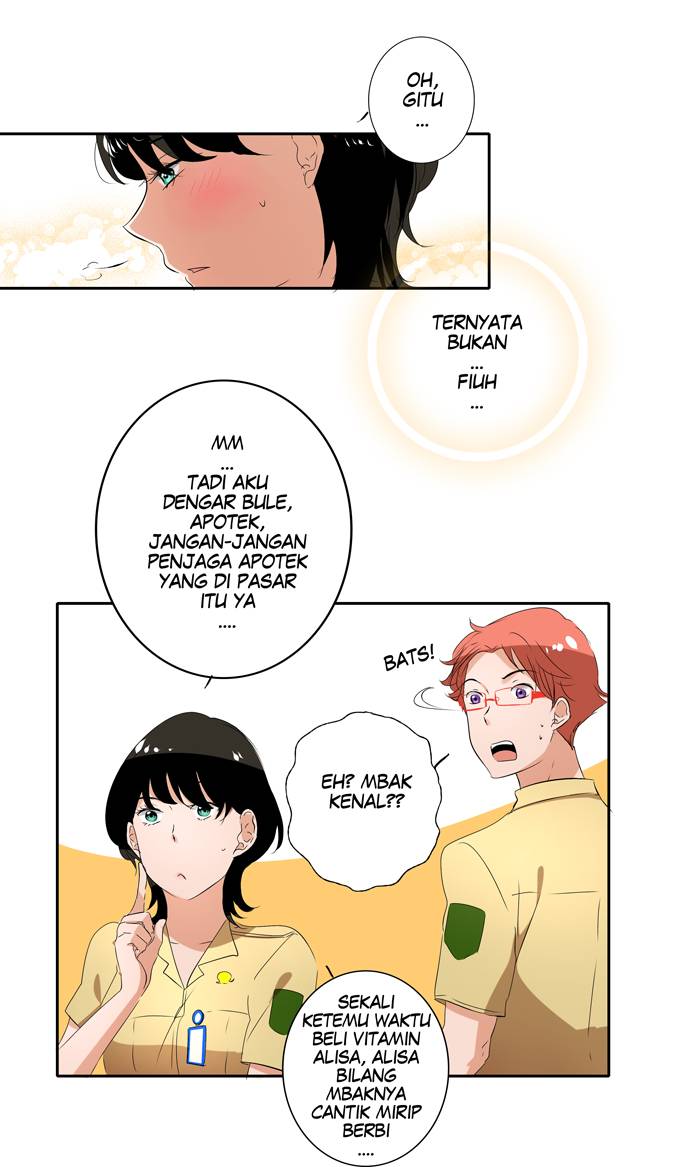 OH,
GITU
...
TERNYATA
BUKAN
...
FIUH
...
MM
...
TADI AKU
DENGAR BULE,
APOTEK,
JANGAN-JANGAN
PENJAGA APOTEK
YANG DI PASAR
ITU YA
....
BATS!
EH? MBAK
KENAL??
SEKALI
KETEMU WAKTU
BELI VITAMIN
ALISA, ALISA
BILANG
MBAKNYA
CANTIK MIRIP
BERBI
....